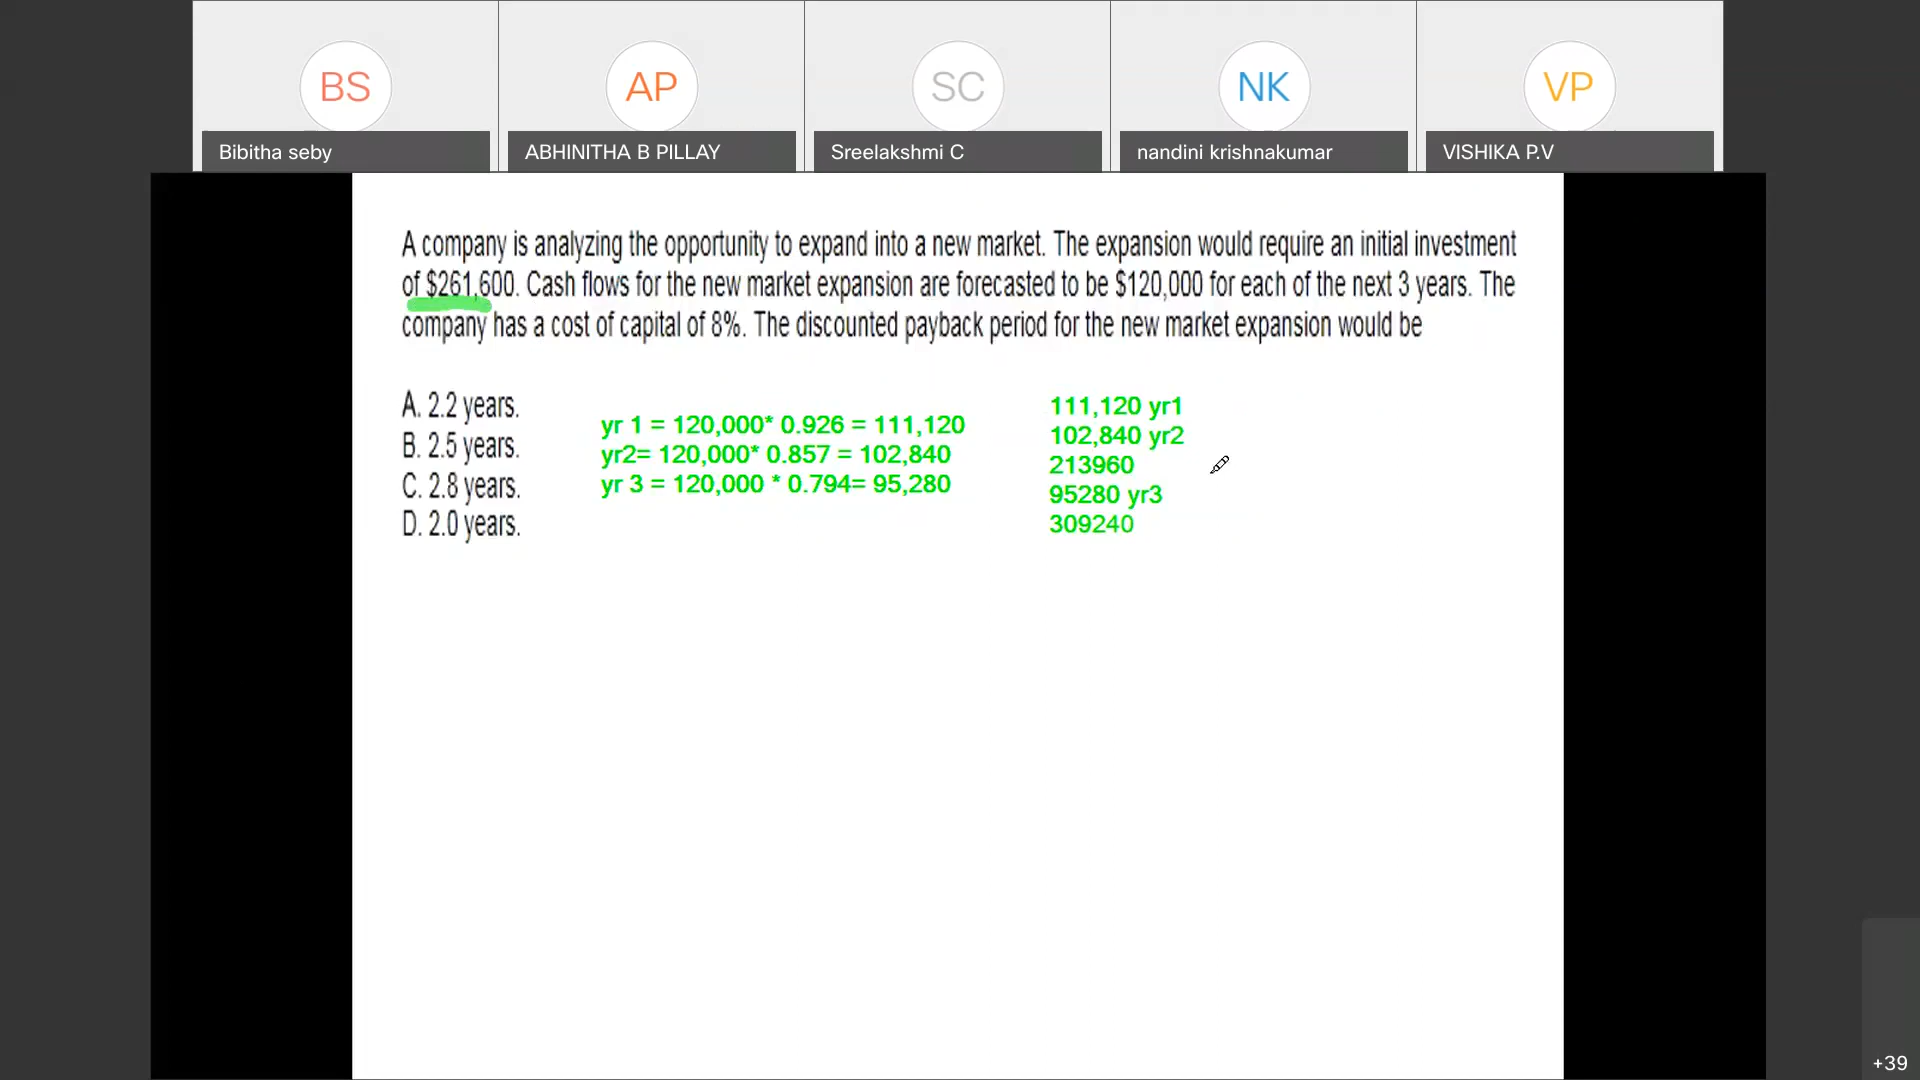 BS
AP
SC
NK
VP
Bibitha seby
ABHINITHA B PILLAY
Sreelakshmi C
nandini krishnakumar
VISHIKA P.V
A company is analyzing the opportunity to expand into a new market. The expansion would require an initial investment
of $261,600. Cash flows for the new market expansion are forecasted to be $120,000 for each of the next 3 years. The
company has a cost of capital of 8%. The discounted payback period for the new market expansion would be
A. 2.2 years.
B. 2.5 years.
C. 2.8 years.
D. 2.0 years.
yr 1 = 120,000* 0.926 = 111,120
yr2= 120,000* 0.857 = 102,840
yr 3 = 120,000 * 0.794= 95,280
111,120 yr1
102,840 yr2
213960
95280 yr3
309240
+39